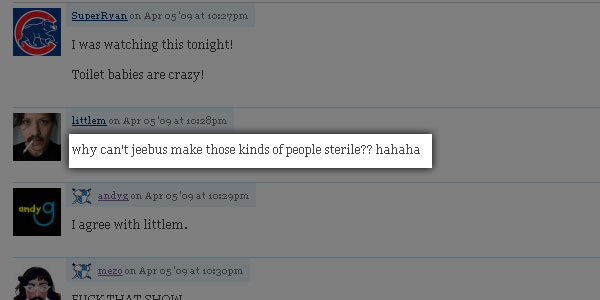 SuperRyan on Apr 05 '09 at 10:27pm
I was watching this tonight!
Toilet babies are crazy!
littlem on Apr 05 '09 at 10:28pm
why can't jeebus make those kinds of people sterile?? hahaha
andyg on Apr 05 '09 at 10:29pm
andyg
I agree with littlem.
mezo on Apr 05 '09 at 10:30pm
FUCK THAT SHOW